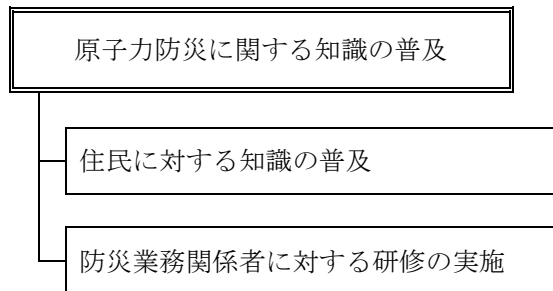 原子力防災に関する知識の普及
住民に対する知識の普及
防災業務関係者に対する研修の実施